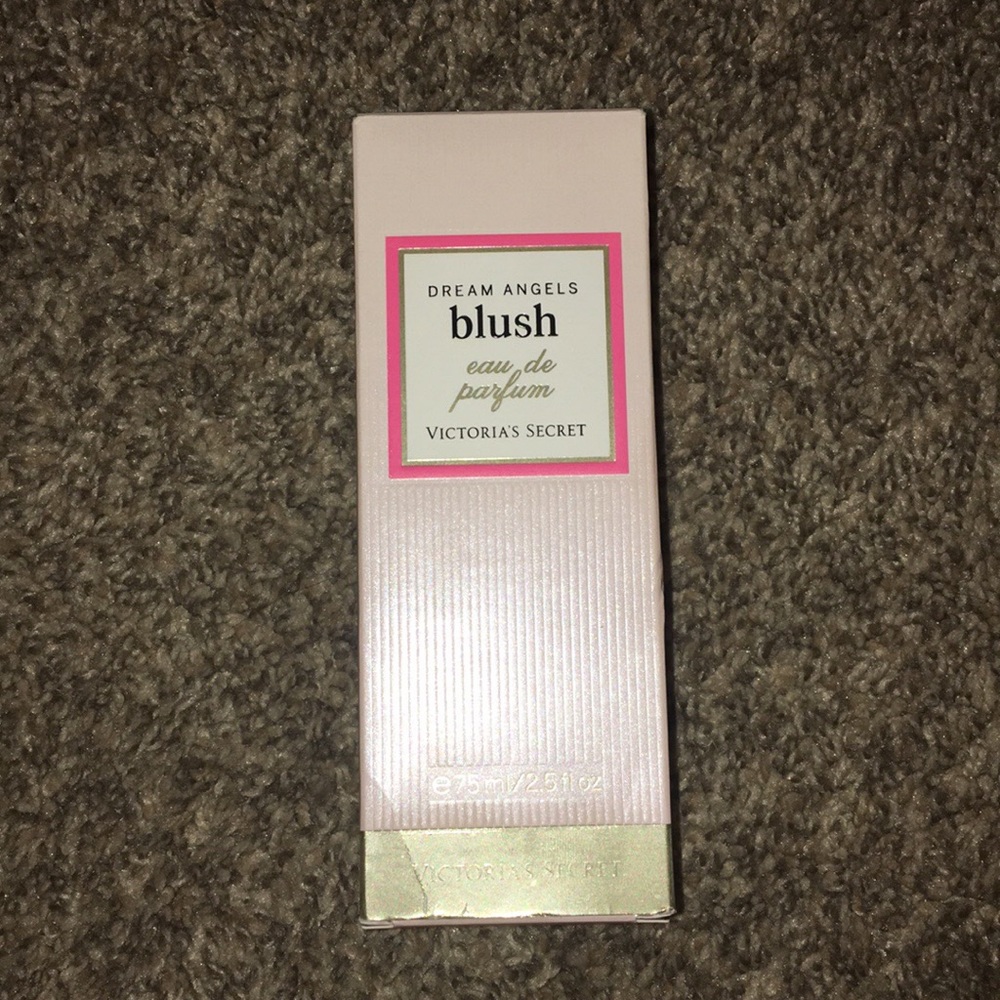 DREAM ANGELS
blush
eau de
parfum
VICTORIA'S SECRET
℮75 ml/2.5 fl oz
VICTORIA'S SECRET